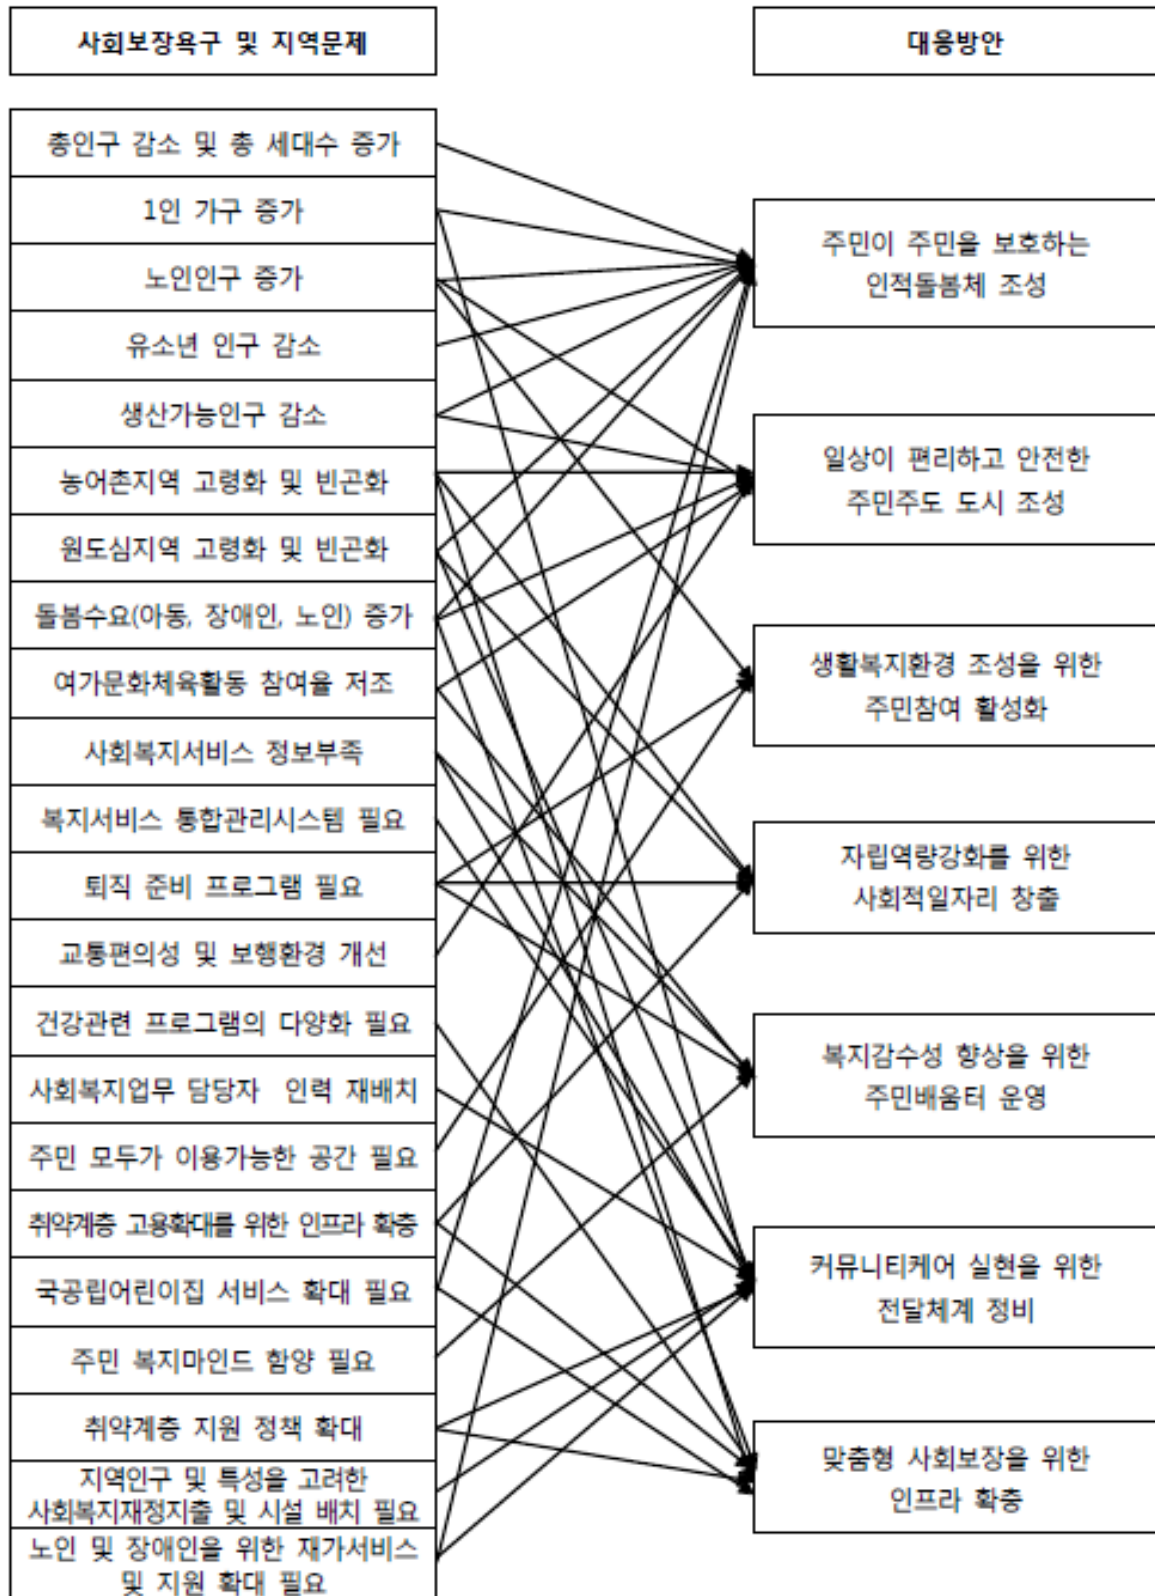 사회보장욕구 및 지역문제
대응방안
총인구 감소 및 총 세대수 증가
1인 가구 증가
노인인구 증가
유소년 인구 감소
생산가능인구 감소
농어촌지역 고령화 및 빈곤화
원도심지역 고령화 및 빈곤화
돌봄수요(아동, 장애인, 노인) 증가
여가문화체육활동 참여율 저조
사회복지서비스 정보부족
복지서비스 통합관리시스템 필요
퇴직 준비 프로그램 필요
교통편의성 및 보행환경 개선
건강관련 프로그램의 다양화 필요
사회복지업무 담당자 인력 재배치
주민 모두가 이용가능한 공간 필요
취약계층 고용확대를 위한 인프라 확충
국공립어린이집 서비스 확대 필요
주민 복지마인드 함양 필요
취약계층 지원 정책 확대
지역인구 및 특성을 고려한
사회복지재정지출 및 시설 배치 필요
노인 및 장애인을 위한 재가서비스
및 지원 확대 필요
주민이 주민을 보호하는
인적돌봄체 조성
일상이 편리하고 안전한
주민주도 도시 조성
생활복지환경 조성을 위한
주민참여 활성화
자립역량강화를 위한
사회적일자리 창출
복지감수성 향상을 위한
주민배움터 운영
커뮤니티케어 실현을 위한
전달체계 정비
맞춤형 사회보장을 위한
인프라 확충